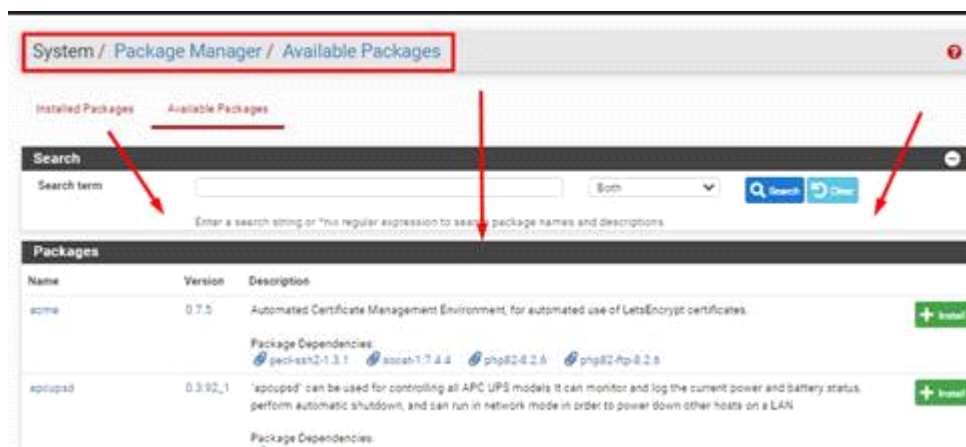 System / Package Manager / Available Packages
Installed Packages Available Packages
Search
Search term Both Search Clear
Enter a search string or *nix regular expression to search package names and descriptions.
Packages
Name Version Description
acme 0.7.5 Automated Certificate Management Environment, for automated use of LetsEncrypt certificates. Install
Package Dependencies:
pecl-ssh2-1.3.1 socat-1.7.4.4 php82-8.2.6 php82-ftp-8.2.6
apcupsd 0.3.92_1 "apcupsd" can be used for controlling all APC UPS models It can monitor and log the current power and battery status, Install
perform automatic shutdown, and can run in network mode in order to power down other hosts on a LAN
Package Dependencies: